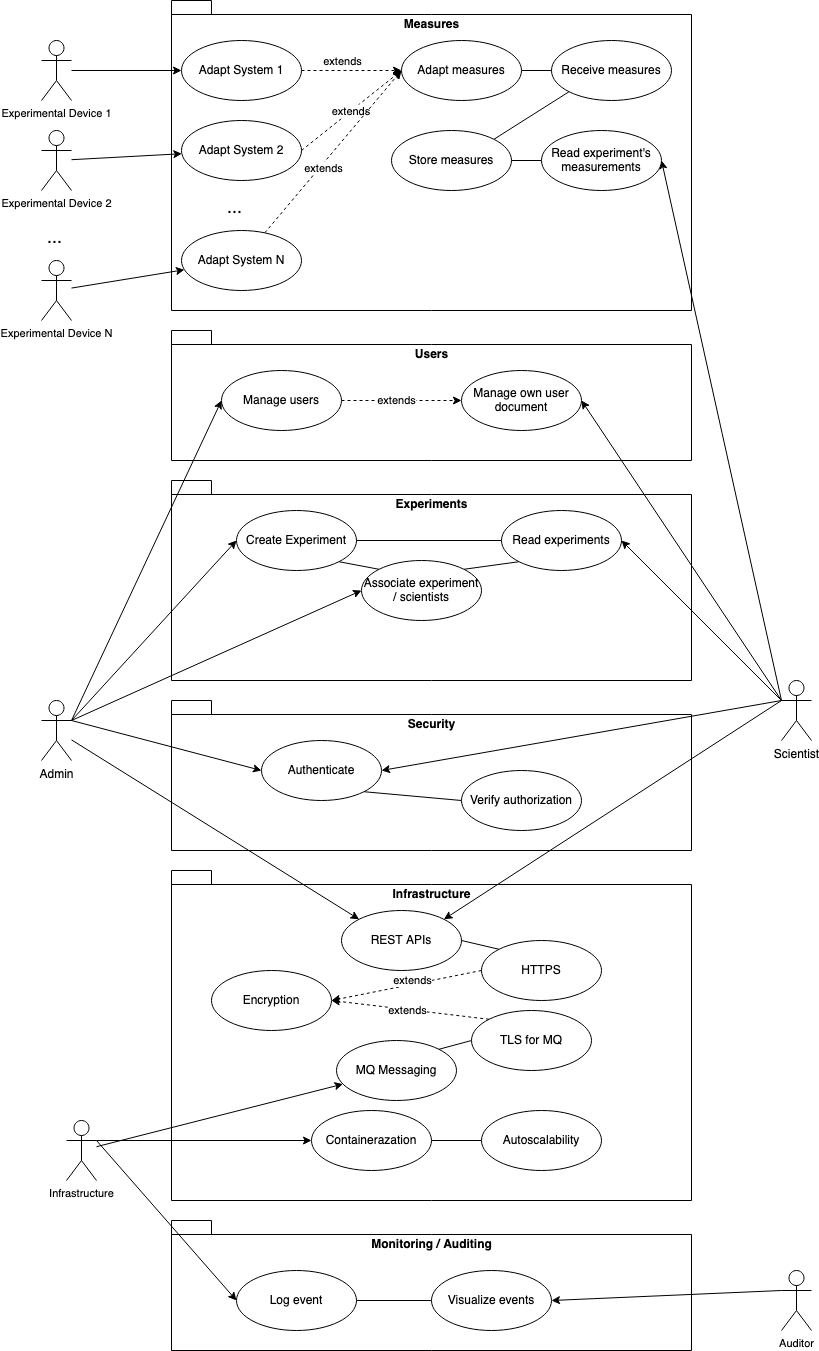 Measures
Adapt System 1
extends
Adapt measures
Receive measures
Experimental Device 1
extends
Adapt System 2
Store measures
Read experiment's
measurements
extends
Experimental Device 2
...
...
Adapt System N
Experimental Device N
Users
Manage users
extends
Manage own user
document
Experiments
Create Experiment
Read experiments
Associate experiment
/ scientists
Security
Admin
Scientist
Authenticate
Verify authorization
Infrastructure
REST APIs
HTTPS
extends
Encryption
extends
TLS for MQ
MQ Messaging
Containerazation
Autoscalability
Infrastructure
Monitoring / Auditing
Log event
Visualize events
Auditor